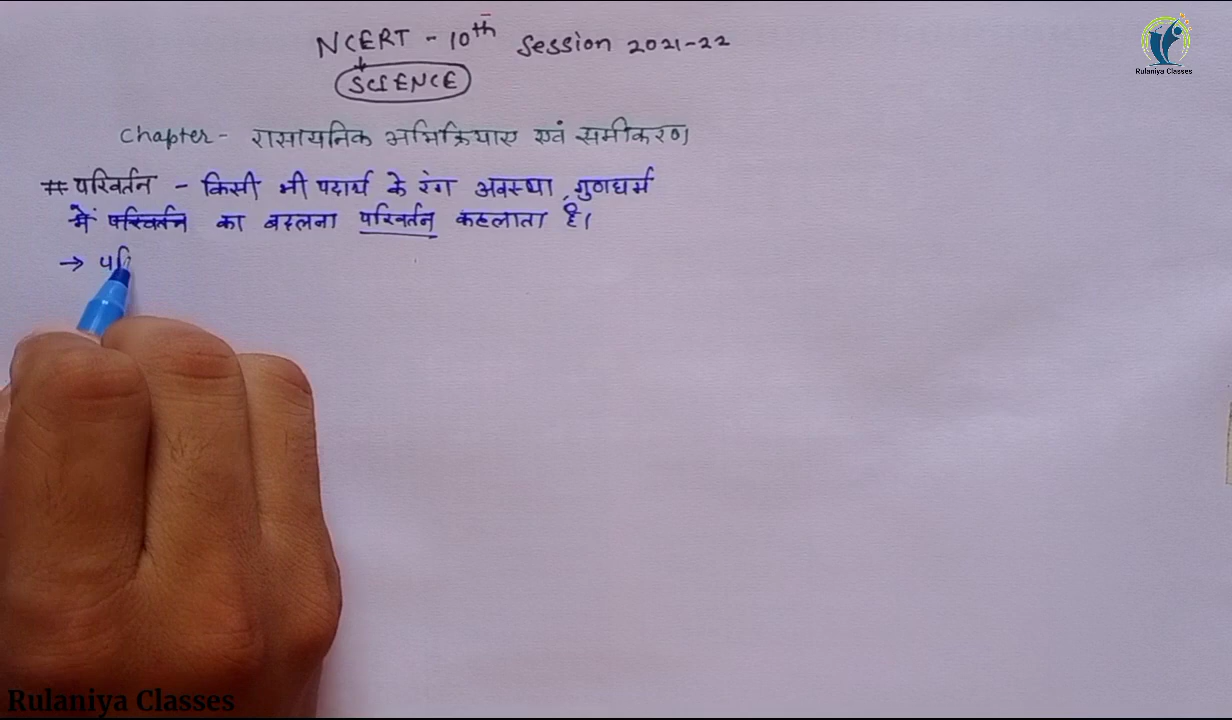 NCERT - 10th Session 2021-22
SCIENCE
Chapter - रासायनिक अभिक्रियाए एवं समीकरण
# परिवर्तन - किसी भी पदार्थ के रंग अवस्था, गुणधर्म
में परिवर्तन का बदलना परिवर्तन कहलाता है।
→
Rulaniya Classes
Rulaniya Classes